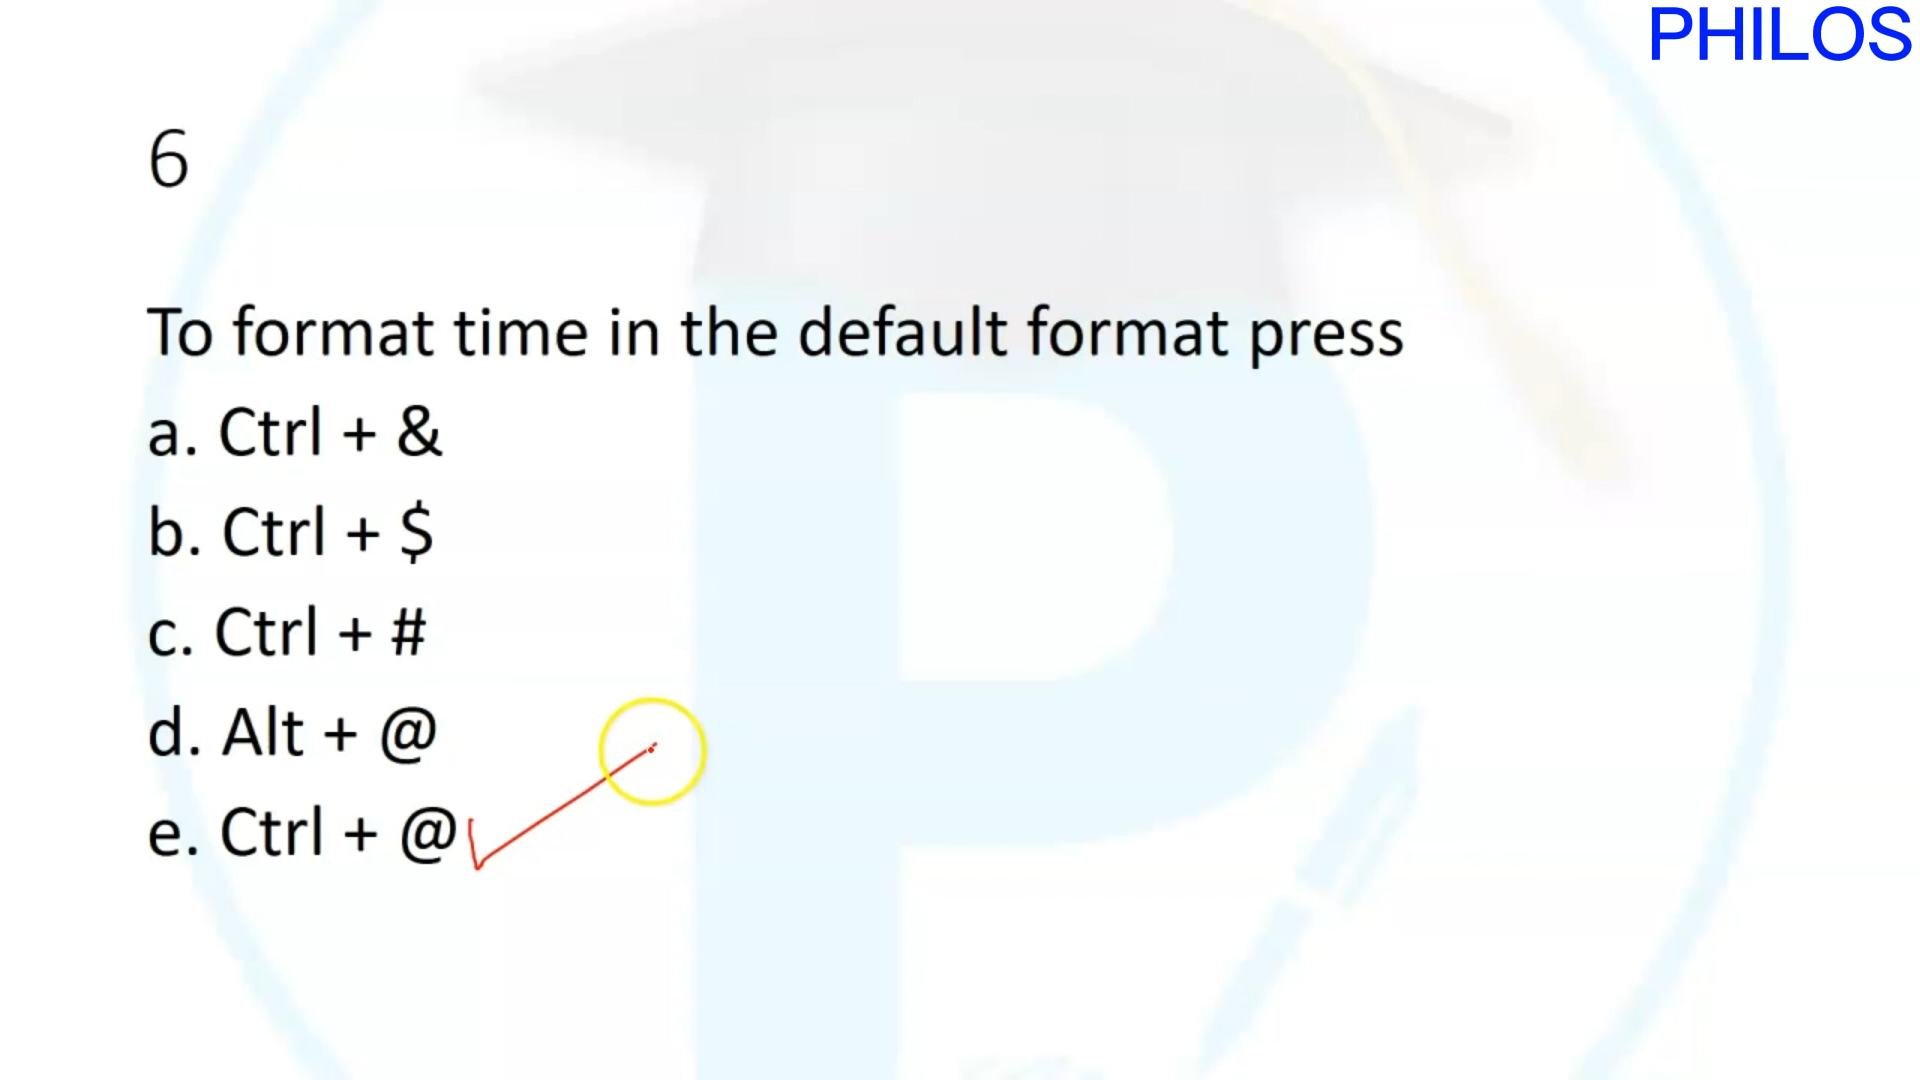 PHILOS
6
To format time in the default format press
a. Ctrl + &
b. Ctrl + $
c. Ctrl + #
d. Alt + @
e. Ctrl + @